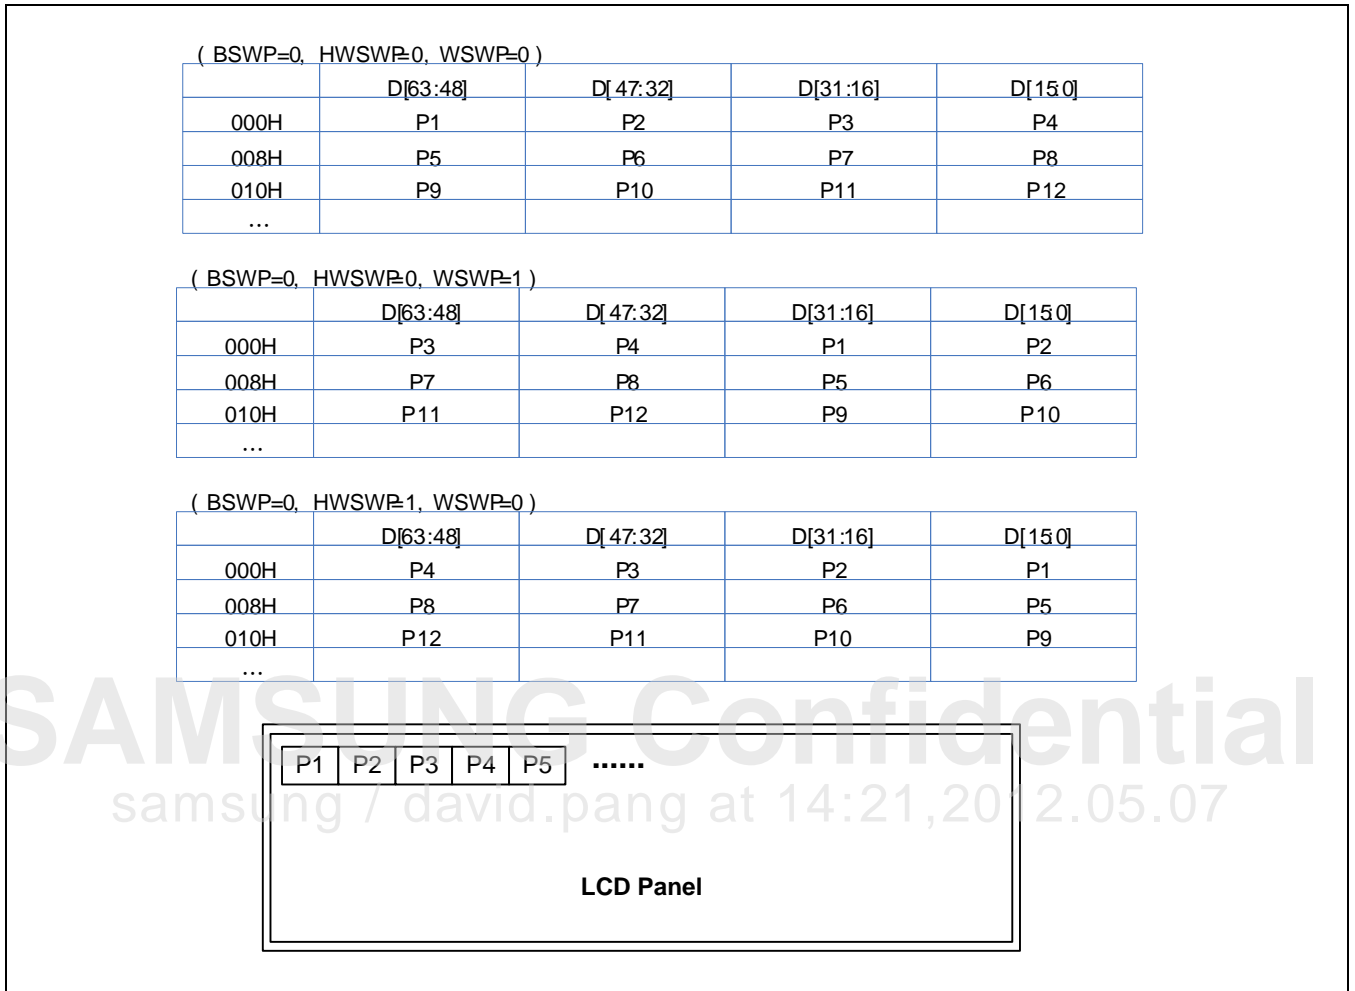 ( BSWP=0, HWSWP=0, WSWP=0 )
D[63:48] D[47:32] D[31:16] D[15:0]
000H P1 P2 P3 P4
008H P5 P6 P7 P8
010H P9 P10 P11 P12
...
( BSWP=0, HWSWP=0, WSWP=1 )
D[63:48] D[47:32] D[31:16] D[15:0]
000H P3 P4 P1 P2
008H P7 P8 P5 P6
010H P11 P12 P9 P10
...
( BSWP=0, HWSWP=1, WSWP=0 )
D[63:48] D[47:32] D[31:16] D[15:0]
000H P4 P3 P2 P1
008H P8 P7 P6 P5
010H P12 P11 P10 P9
...
SAMSUNG Confidential
P1 P2 P3 P4 P5 ......
samsung / david.pang at 14:21,2012.05.07
LCD Panel